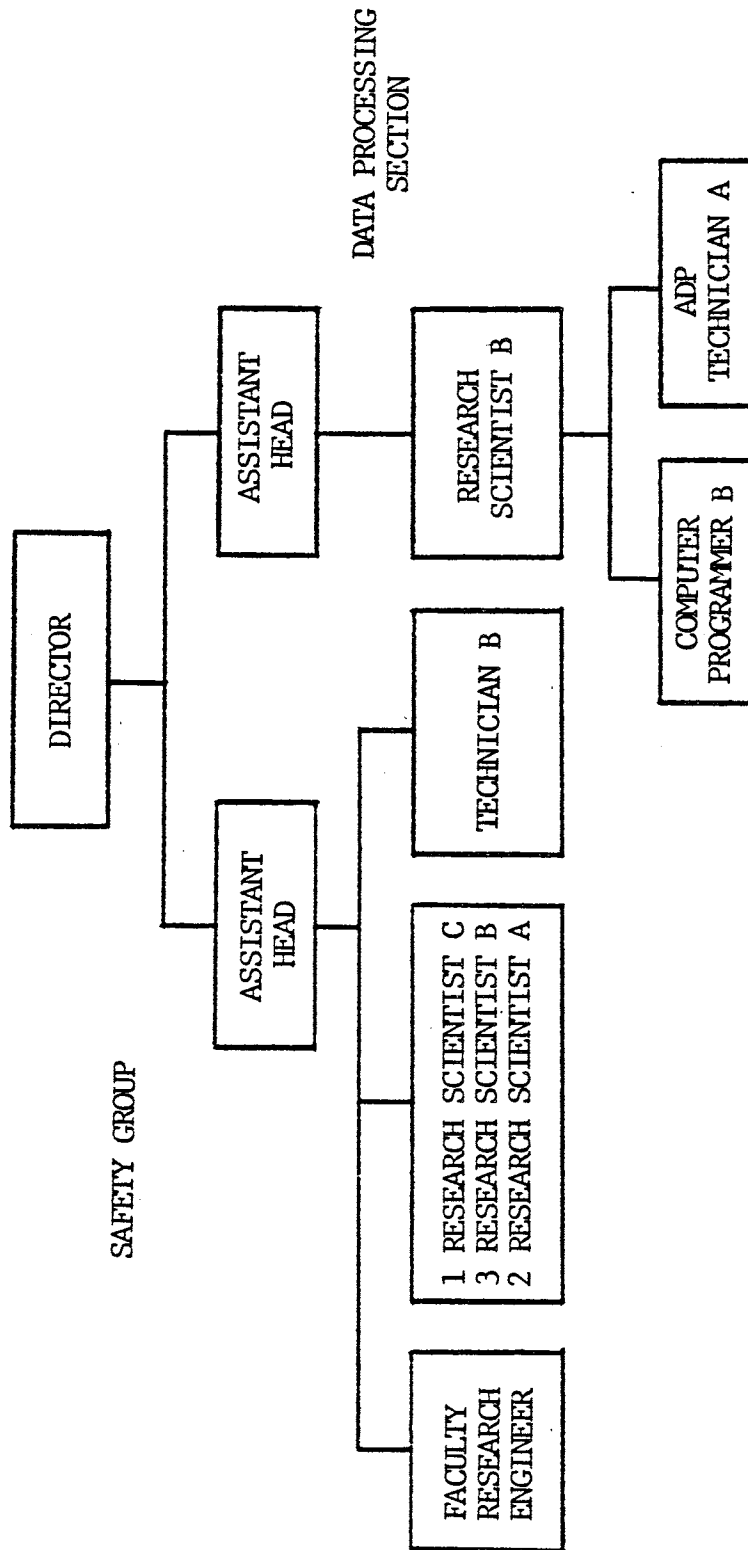 DIRECTOR
SAFETY GROUP
DATA PROCESSING
SECTION
ASSISTANT
HEAD
ASSISTANT
HEAD
FACULTY
RESEARCH
ENGINEER
1 RESEARCH SCIENTIST C
3 RESEARCH SCIENTIST B
2 RESEARCH SCIENTIST A
TECHNICIAN B
RESEARCH
SCIENTIST B
COMPUTER
PROGRAMMER B
ADP
TECHNICIAN A